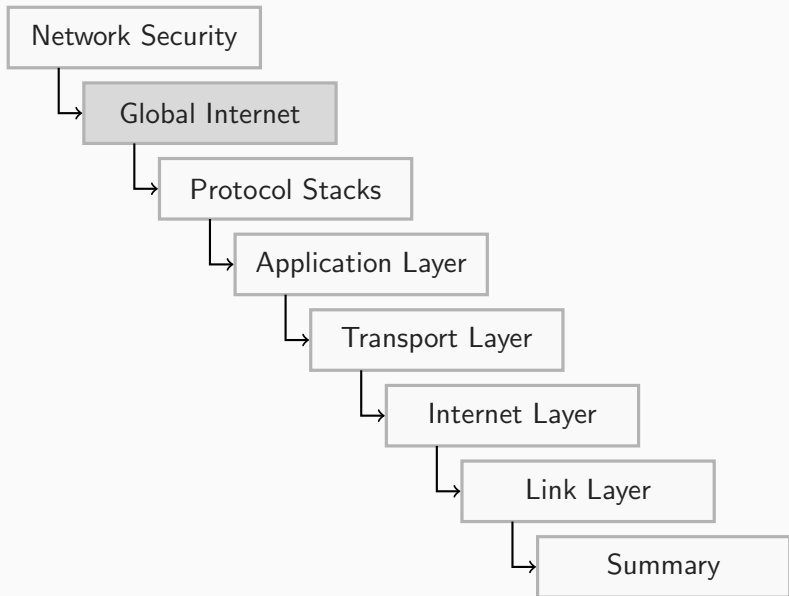 Network Security
Global Internet
Protocol Stacks
Application Layer
Transport Layer
Internet Layer
Link Layer
Summary